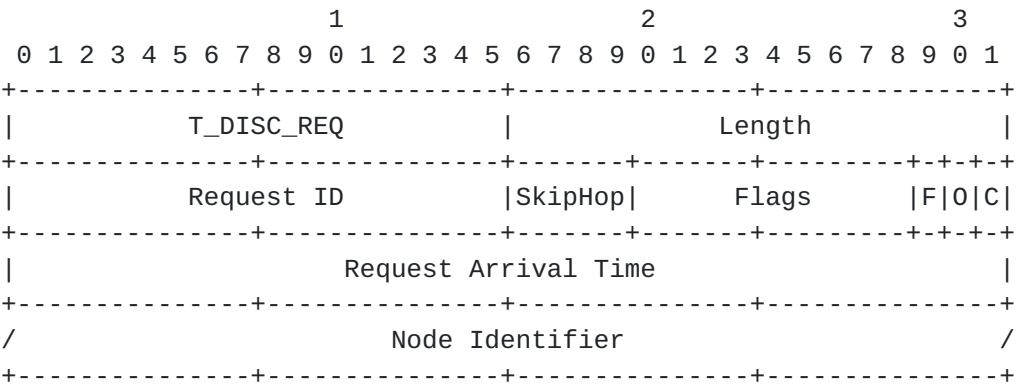 1                   2                   3
 0 1 2 3 4 5 6 7 8 9 0 1 2 3 4 5 6 7 8 9 0 1 2 3 4 5 6 7 8 9 0 1
+---------------+---------------+---------------+---------------+
|           T_DISC_REQ          |             Length            |
+---------------+---------------+-------+-------+---------+-+-+-+
|           Request ID          |SkipHop|      Flags      |F|O|C|
+---------------+---------------+-------+-------+---------+-+-+-+
|                     Request Arrival Time                      |
+---------------+---------------+---------------+---------------+
/                        Node Identifier                        /
+---------------+---------------+---------------+---------------+